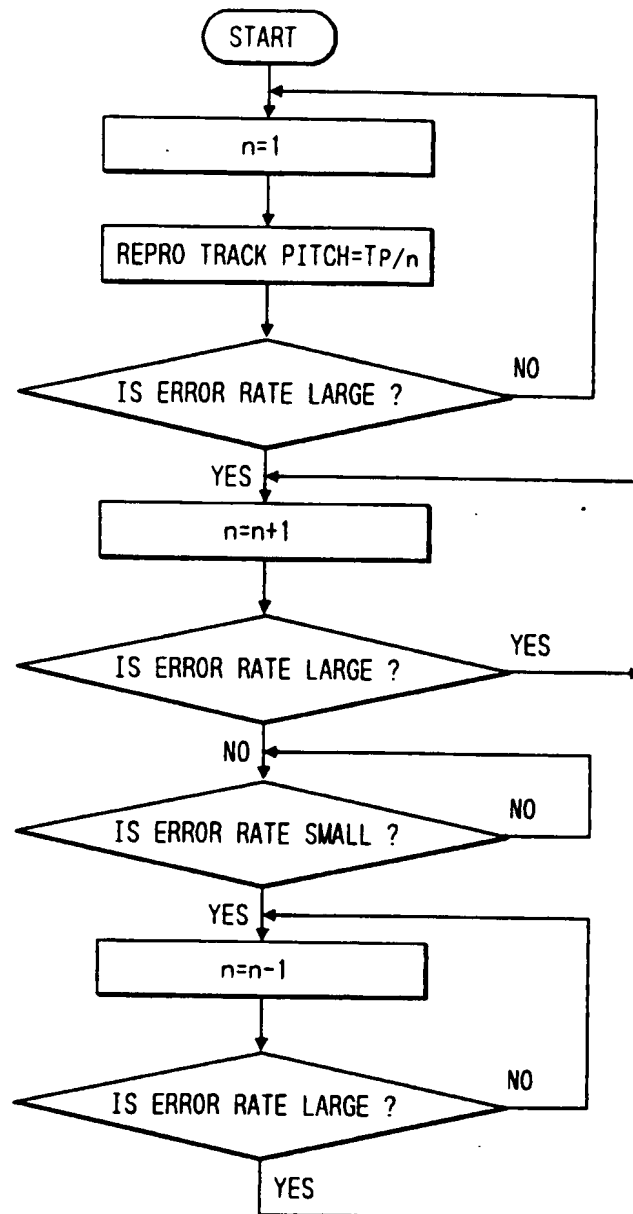 START
n=1
REPRO TRACK PITCH=TP/n
IS ERROR RATE LARGE ?
NO
YES
n=n+1
IS ERROR RATE LARGE ?
YES
NO
IS ERROR RATE SMALL ?
NO
YES
n=n-1
IS ERROR RATE LARGE ?
NO
YES